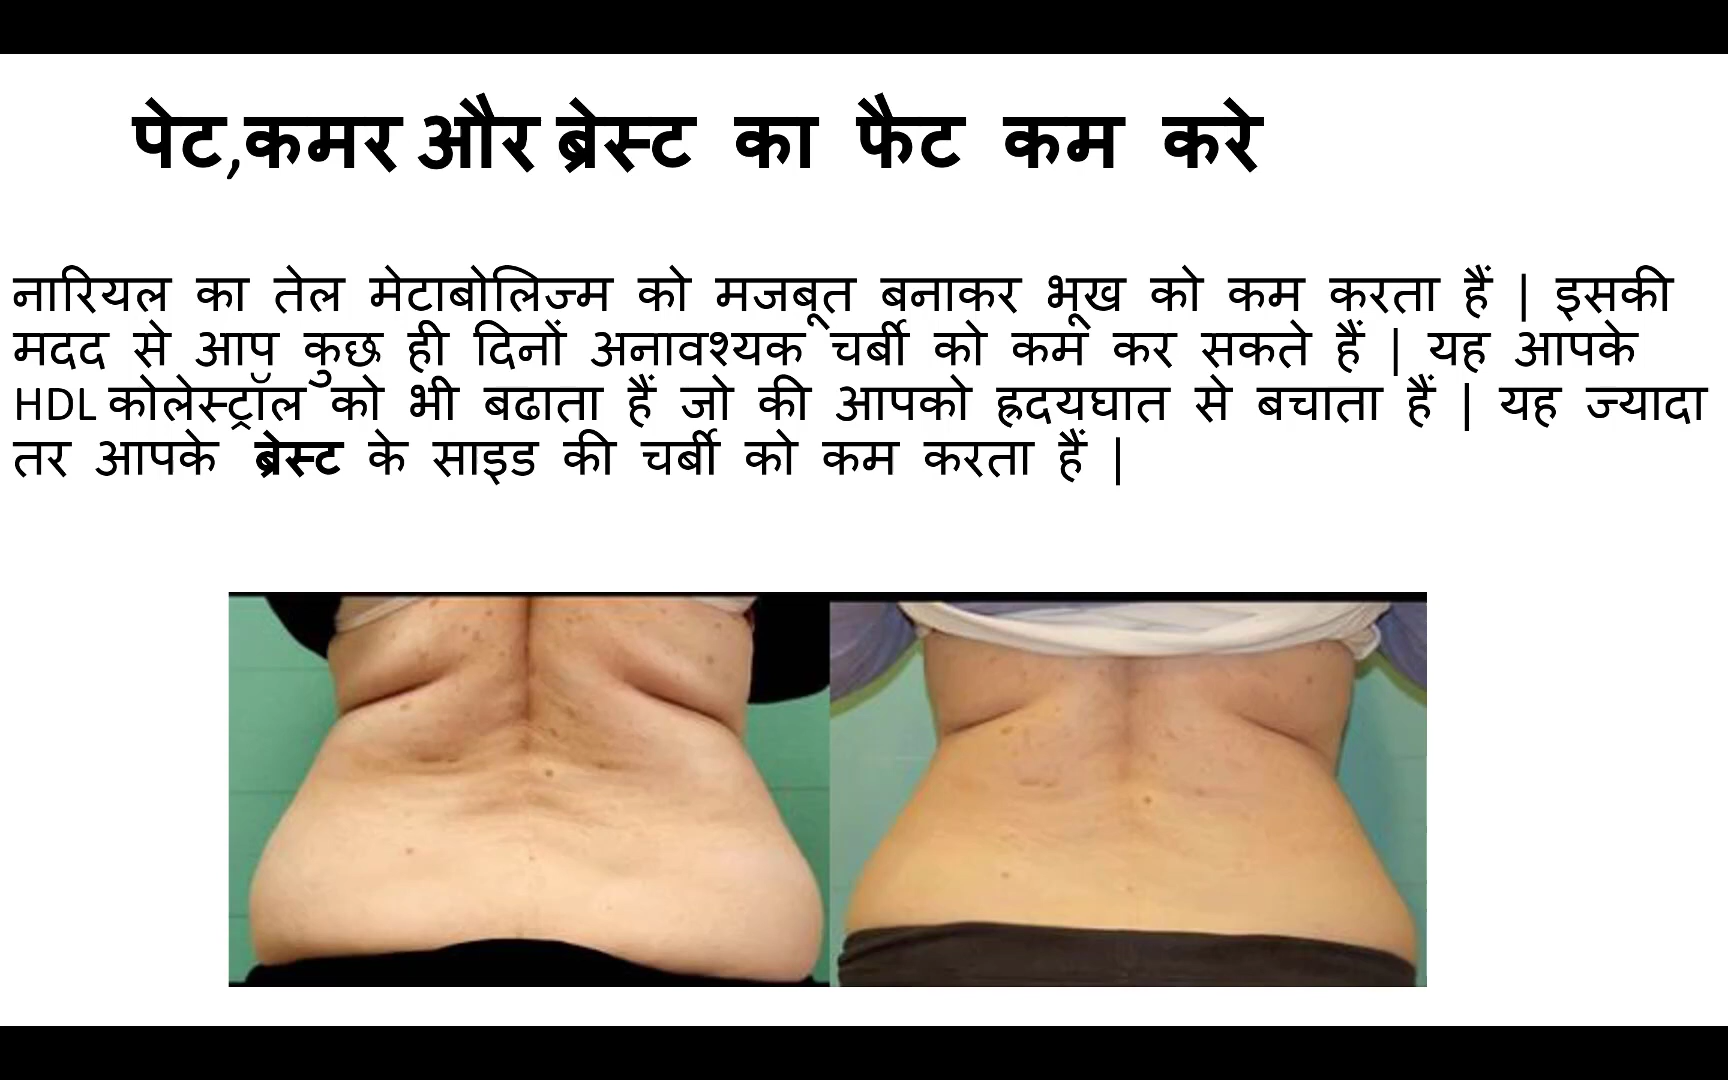 पेट,कमर और ब्रेस्ट का फैट कम करे
नारियल का तेल मेटाबोलिज्म को मजबूत बनाकर भूख को कम करता हैं | इसकी
मदद से आप कुछ ही दिनों अनावश्यक चर्बी को कम कर सकते हैं | यह आपके
HDL कोलेस्ट्रॉल को भी बढाता हैं जो की आपको ह्रदयघात से बचाता हैं | यह ज्यादा
तर आपके ब्रेस्ट के साइड की चर्बी को कम करता हैं |